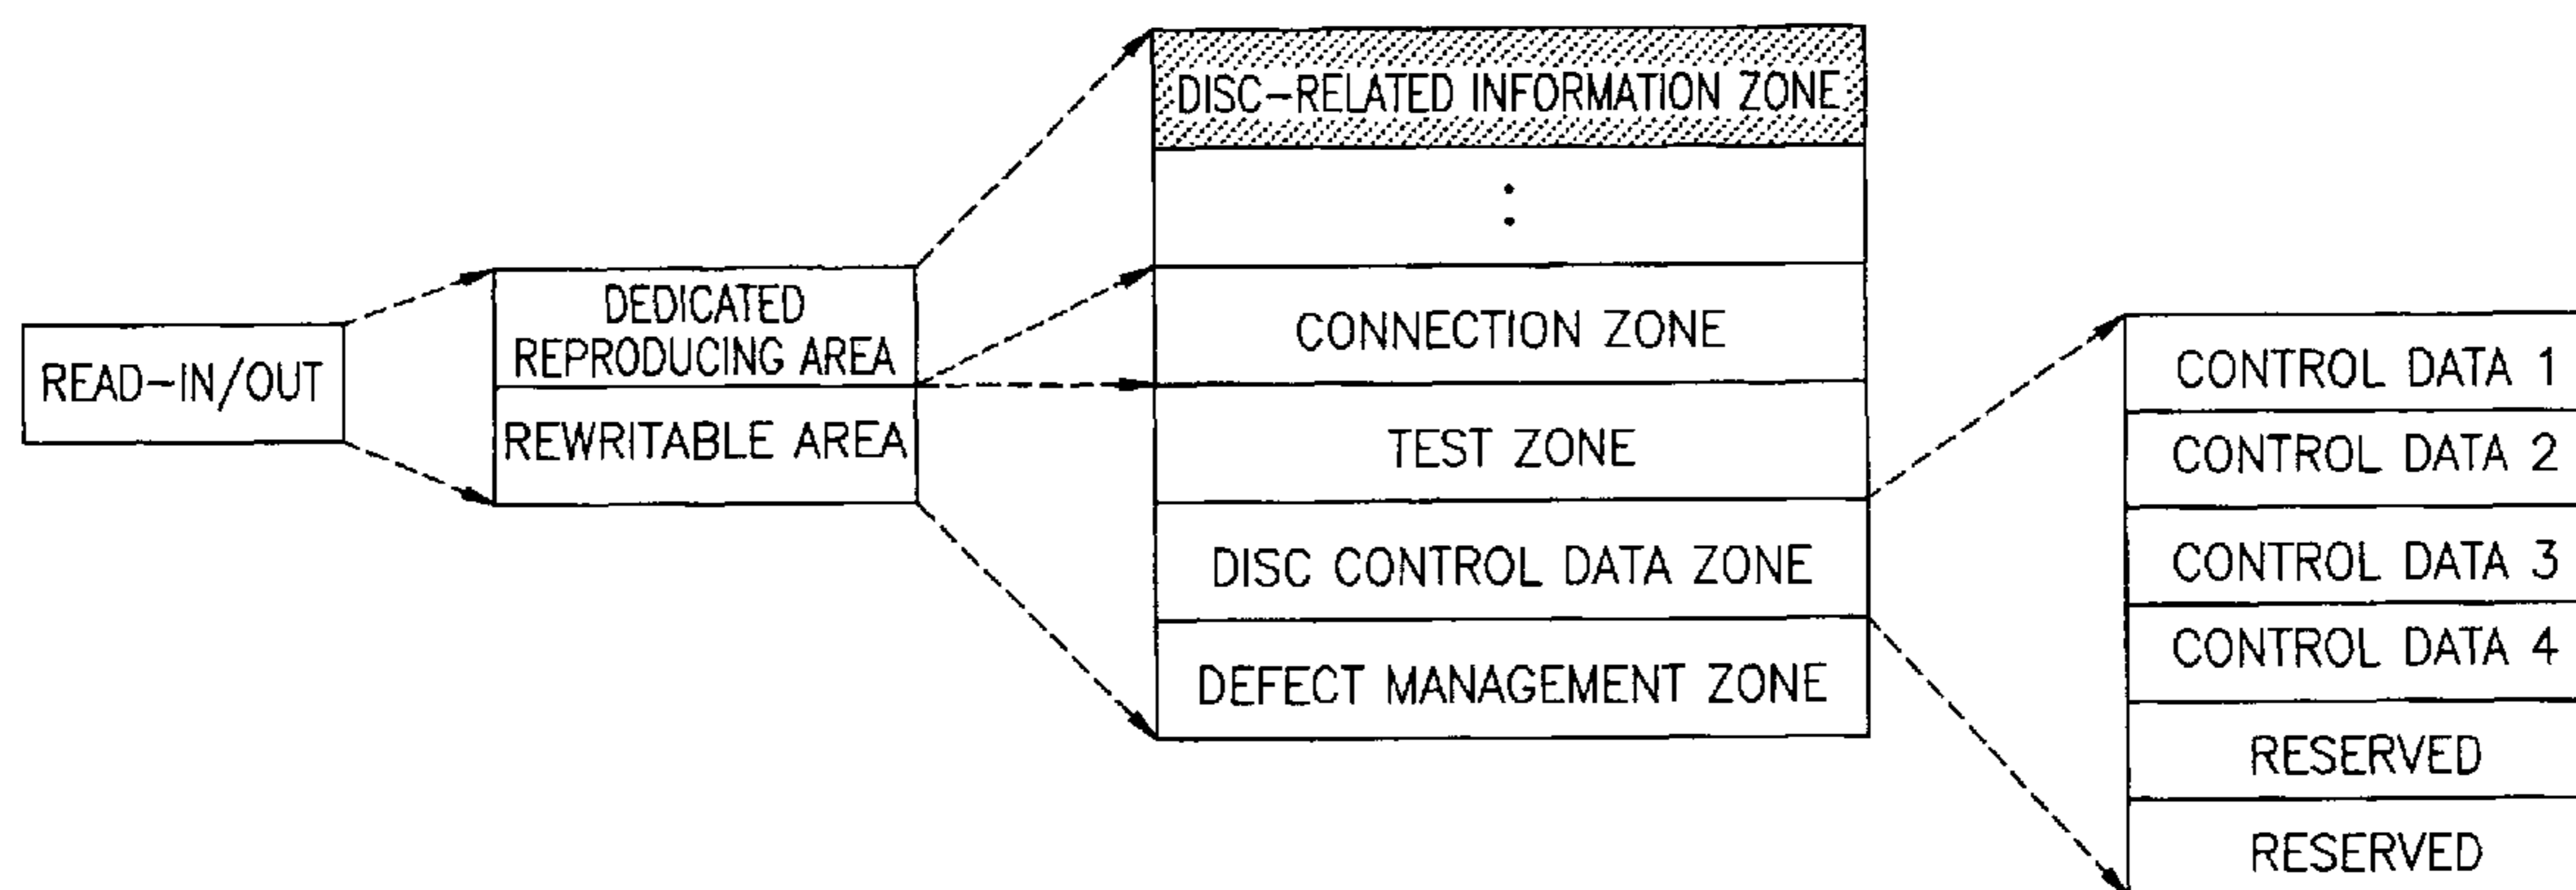 READ-IN/OUT
DEDICATED
REPRODUCING AREA
REWRITABLE AREA
DISC-RELATED INFORMATION ZONE
CONNECTION ZONE
TEST ZONE
DISC CONTROL DATA ZONE
DEFECT MANAGEMENT ZONE
CONTROL DATA 1
CONTROL DATA 2
CONTROL DATA 3
CONTROL DATA 4
RESERVED
RESERVED